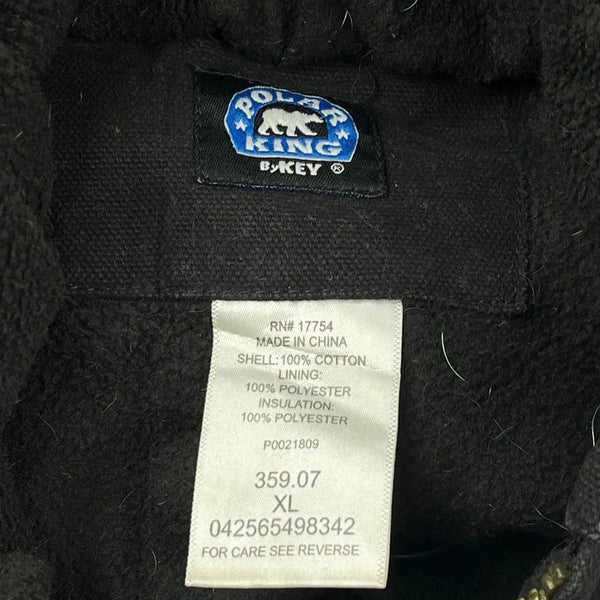 POLAR
KING
By KEY ®
RN# 17754
MADE IN CHINA
SHELL: 100% COTTON
LINING:
100% POLYESTER
INSULATION:
100% POLYESTER
P0021809
359.07
XL
042565498342
FOR CARE SEE REVERSE